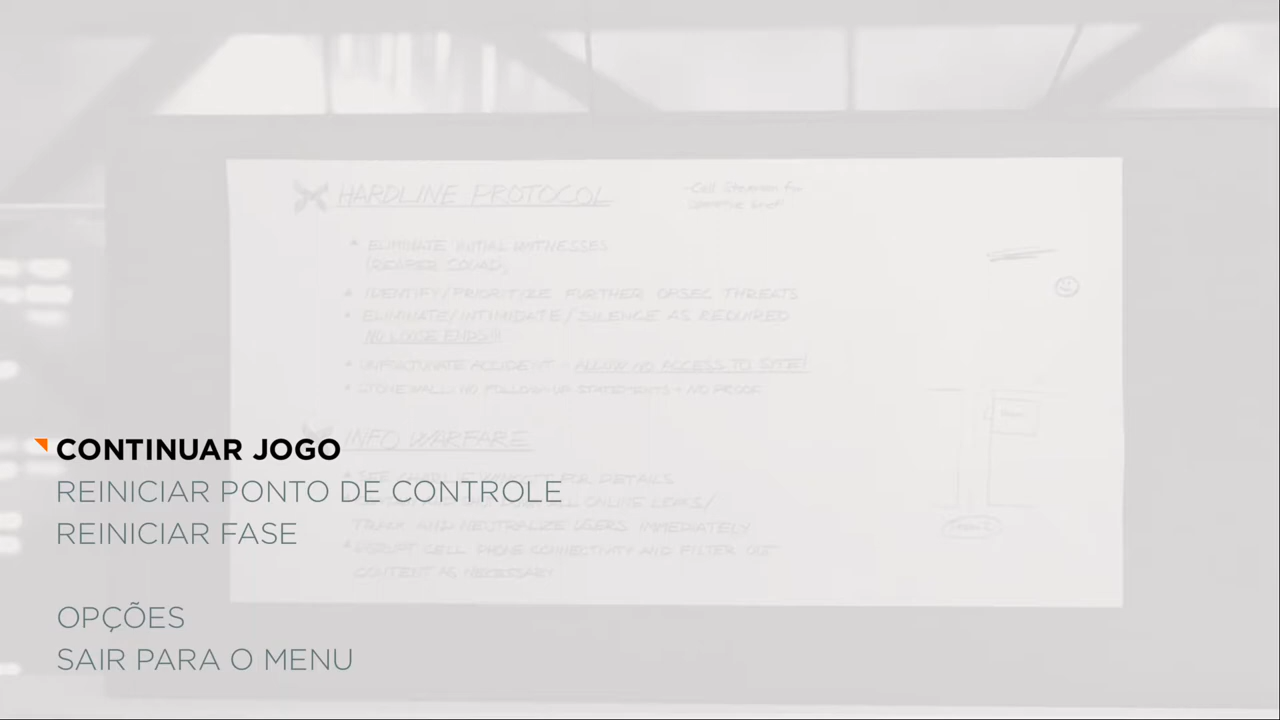 HARDLINE PROTOCOL
- Call
ELIMINATE INITIAL WITNESSES
(REAPER SQUAD)
IDENTIFY/PRIORITIZE FURTHER OPSEC THREATS
ELIMINATE/INTIMIDATE/SILENCE AS REQUIRED
NO LOOSE ENDS!!!
UNFORTUNATE ACCIDENT - ALLOW NO ACCESS TO SITE!
STONEWALL: NO FOLLOW-UP STATEMENTS + NO PROOF
INFO WARFARE
CONTINUAR JOGO
FOR DETAILS
REINICIAR PONTO DE CONTROLE
ALL ONLINE LEAKS/
AND NEUTRALIZE USERS IMMEDIATELY
REINICIAR FASE
DISRUPT CELL PHONE CONNECTIVITY AND FILTER OUT
CONTENT AS NECESSARY
OPÇÕES
SAIR PARA O MENU